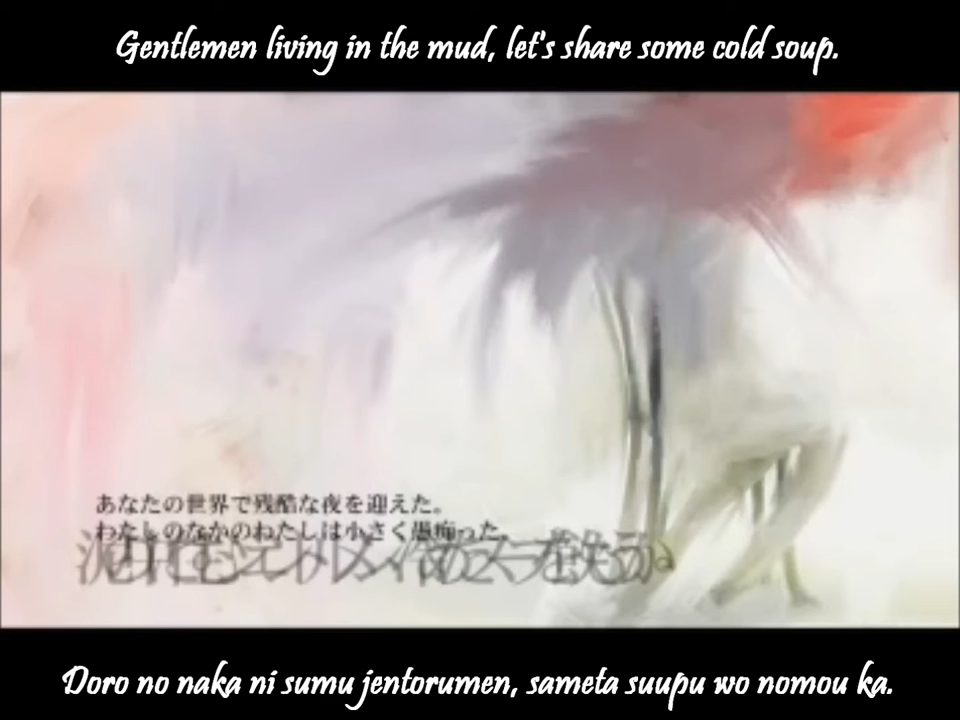 Gentlemen living in the mud, let's share some cold soup.
あなたの世界で残酷な夜を迎えた。
わたしのなかのわたしは小さく愚痴った。
Doro no naka ni sumu jentorumen, sameta suupu wo nomou ka.